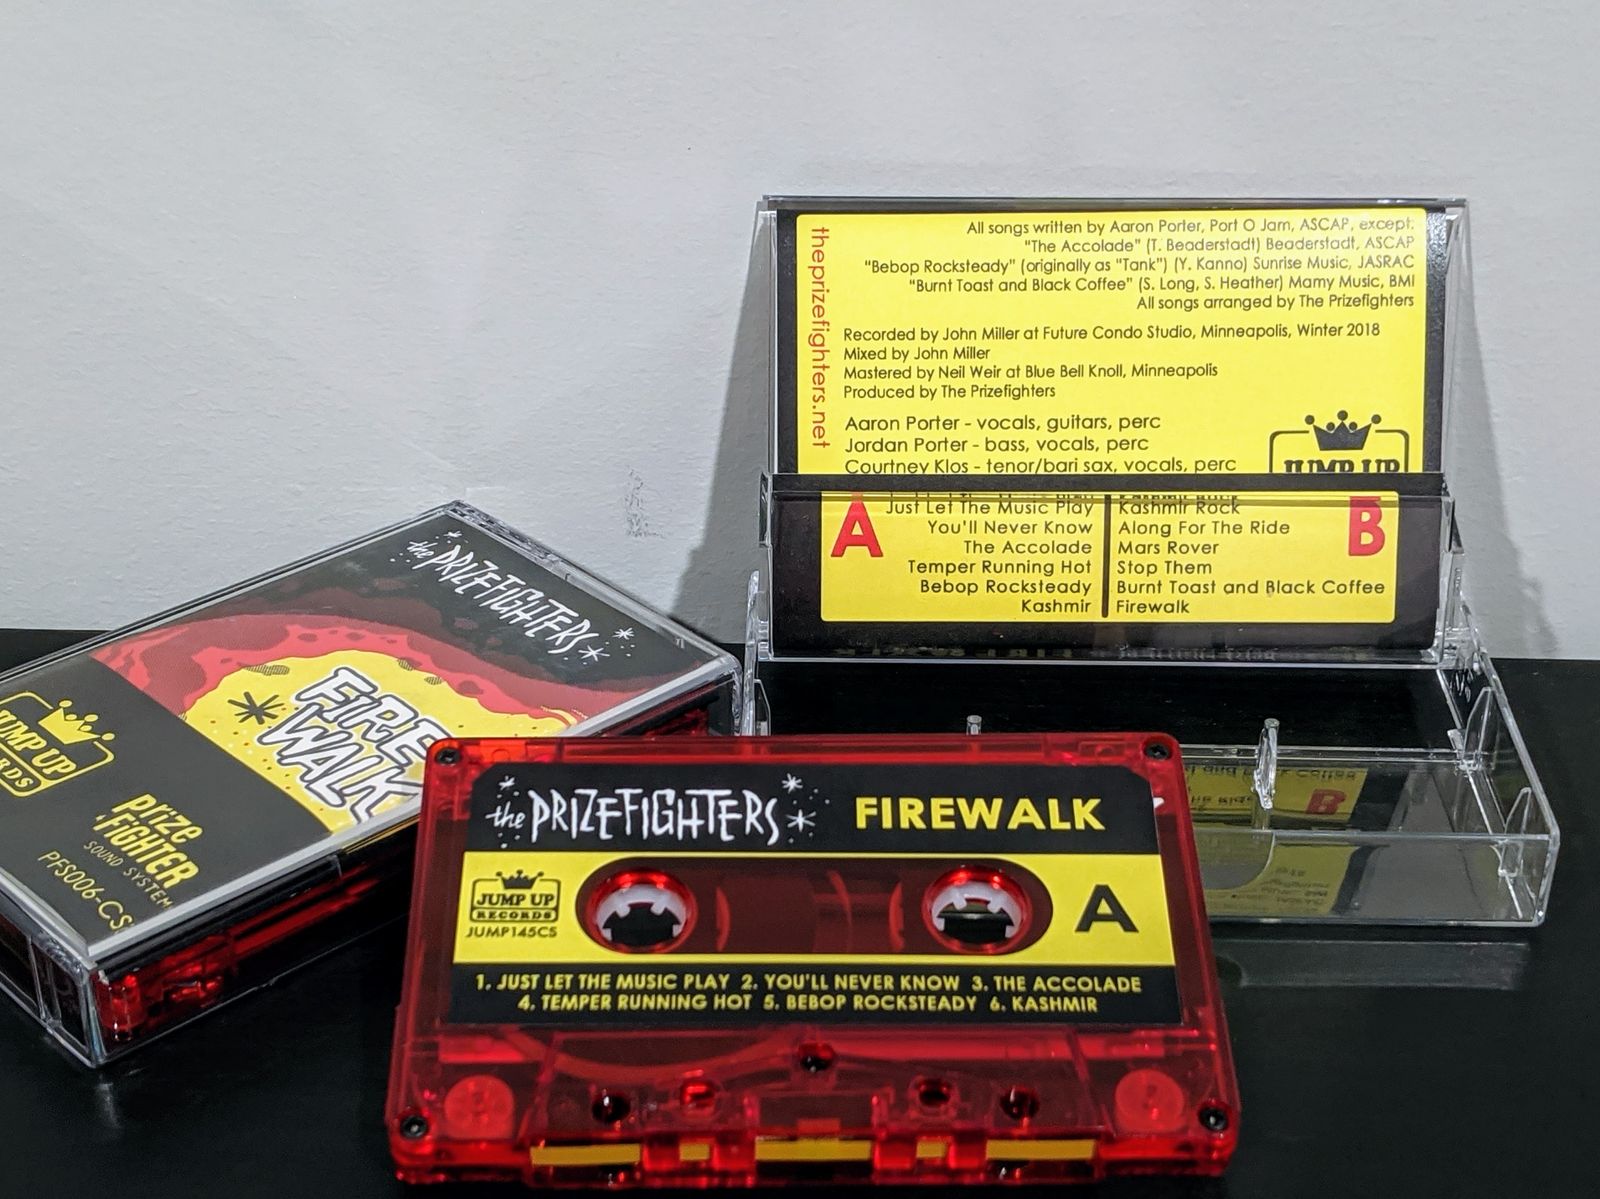 theprizefighters.net
All songs written by Aaron Porter, Port O Jam, ASCAP, except:
"The Accolade" (T. Beaderstadt) Beaderstadt, ASCAP
"Bebop Rocksteady" (originally as "Tank") (Y. Kanno) Sunrise Music, JASRAC
"Burnt Toast and Black Coffee" (S. Long, S. Heather) Mamy Music, BMI
All songs arranged by The Prizefighters
Recorded by John Miller at Future Condo Studio, Minneapolis, Winter 2018
Mixed by John Miller
Mastered by Neil Weir at Blue Bell Knoll, Minneapolis
Produced by The Prizefighters
Aaron Porter - vocals, guitars, perc
Jordan Porter - bass, vocals, perc
Courtney Klos - tenor/bari sax, vocals, perc
JUMP UP
A
Just Let The Music Play
You'll Never Know
The Accolade
Temper Running Hot
Bebop Rocksteady
Kashmir
B
Kashmir Rock
Along For The Ride
Mars Rover
Stop Them
Burnt Toast and Black Coffee
Firewalk
the PRIZEFIGHTERS
FIRE
WALK
JUMP UP
RDS
prize
FIGHTER
SOUND SYSTEM
PFS006-CS
the PRIZEFIGHTERS FIREWALK
JUMP UP
RECORDS
JUMP145CS
A
1. JUST LET THE MUSIC PLAY 2. YOU'LL NEVER KNOW 3. THE ACCOLADE
4. TEMPER RUNNING HOT 5. BEBOP ROCKSTEADY 6. KASHMIR